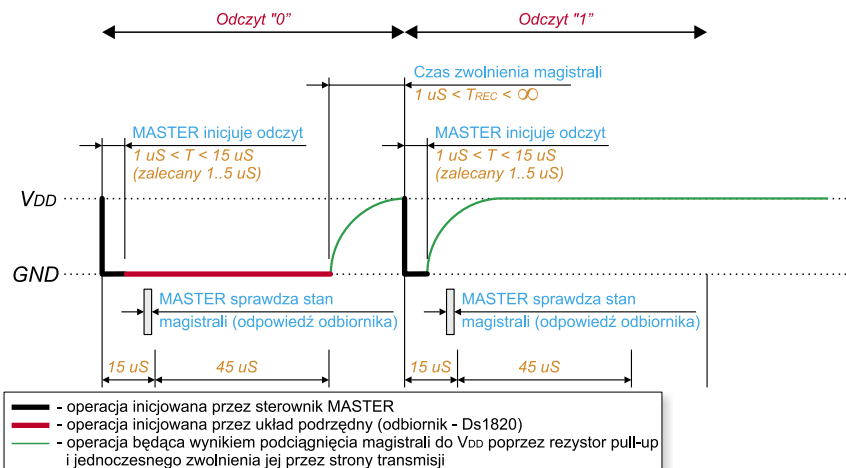 Odczyt "0" Odczyt "1"
Czas zwolnienia magistrali
1 uS < TREC < ∞
MASTER inicjuje odczyt MASTER inicjuje odczyt
1 uS < T < 15 uS 1 uS < T < 15 uS
(zalecany 1..5 uS) (zalecany 1..5 uS)
VDD
GND
MASTER sprawdza stan MASTER sprawdza stan
magistrali (odpowiedź odbiornika) magistrali (odpowiedź odbiornika)
15 uS 45 uS 15 uS 45 uS
- operacja inicjowana przez sterownik MASTER
- operacja inicjowana przez układ podrzędny (odbiornik - Ds1820)
- operacja będąca wynikiem podciągnięcia magistrali do VDD poprzez rezystor pull-up
i jednoczesnego zwolnienia jej przez strony transmisji